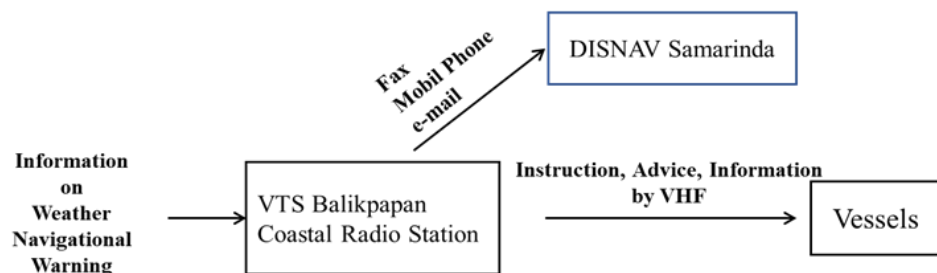 Fax
Mobil Phone
e-mail
DISNAV Samarinda
Information
on
Weather
Navigational
Warning
VTS Balikpapan
Coastal Radio Station
Instruction, Advice, Information
by VHF
Vessels